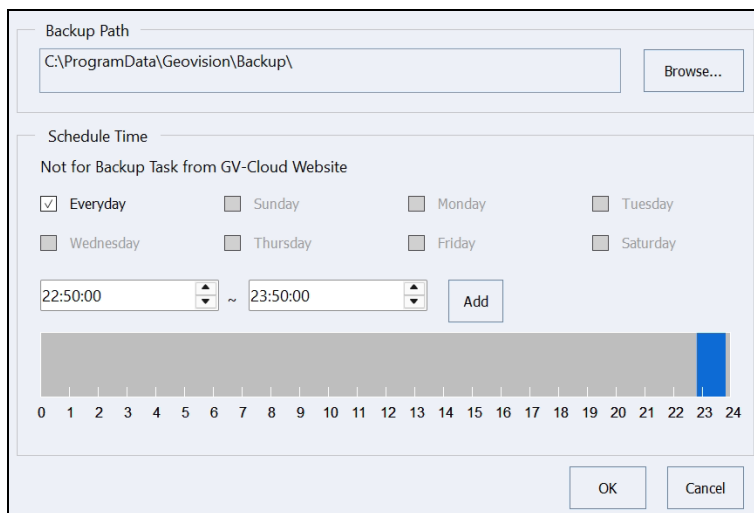 Backup Path
C:\ProgramData\Geovision\Backup\
Browse...
Schedule Time
Not for Backup Task from GV-Cloud Website
Everyday Sunday Monday Tuesday
Wednesday Thursday Friday Saturday
22:50:00 ~ 23:50:00 Add
0 1 2 3 4 5 6 7 8 9 10 11 12 13 14 15 16 17 18 19 20 21 22 23 24
OK Cancel